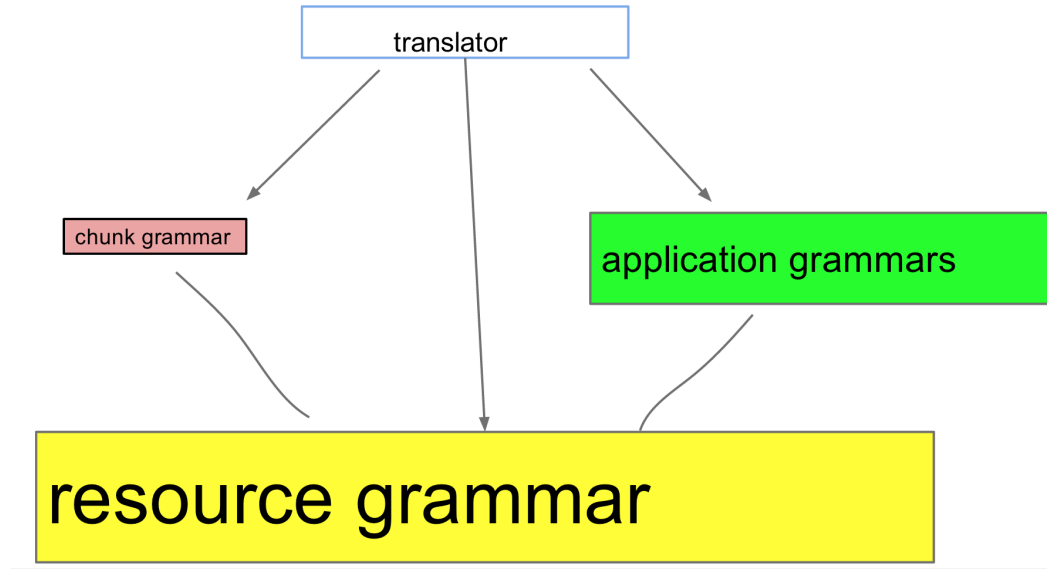 translator
chunk grammar
application grammars
resource grammar